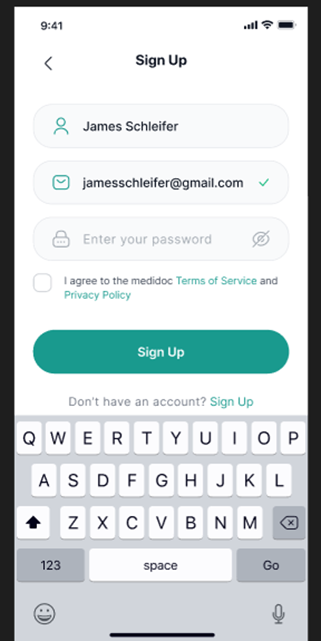 9:41
Sign Up
James Schleifer
jamesschleifer@gmail.com
Enter your password
I agree to the medidoc Terms of Service and
Privacy Policy
Sign Up
Don't have an account? Sign Up
Q W E R T Y U I O P
A S D F G H J K L
Z X C V B N M
123 space Go